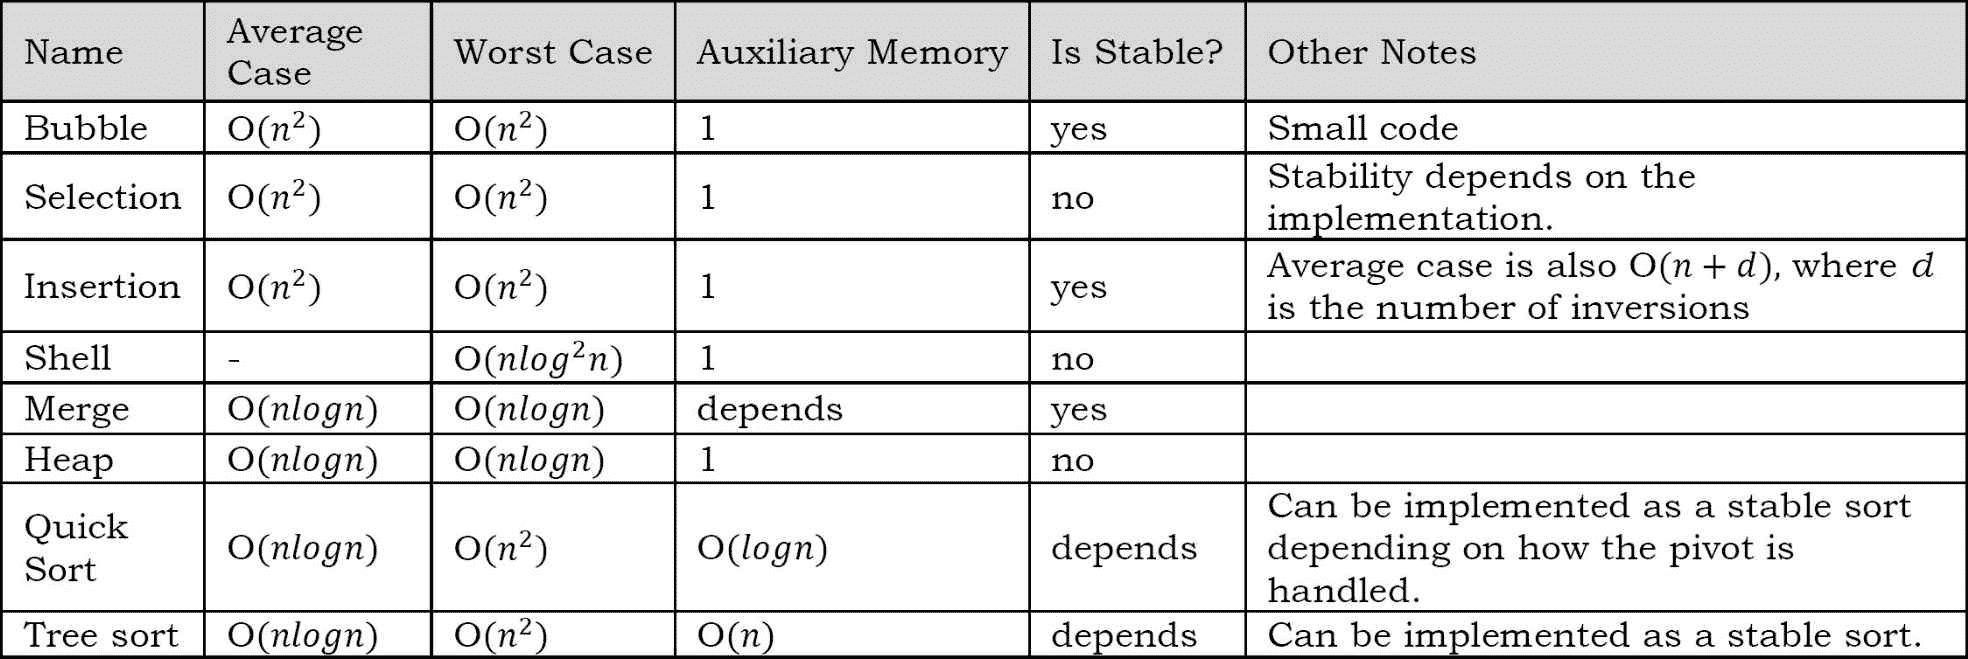 Name Average Case Worst Case Auxiliary Memory Is Stable? Other Notes
Bubble O(n²) O(n²) 1 yes Small code
Selection O(n²) O(n²) 1 no Stability depends on the
implementation.
Insertion O(n²) O(n²) 1 yes Average case is also O(n + d), where d
is the number of inversions
Shell - O(nlog²n) 1 no
Merge O(nlogn) O(nlogn) depends yes
Heap O(nlogn) O(nlogn) 1 no
Quick Sort O(nlogn) O(n²) O(logn) depends Can be implemented as a stable sort
depending on how the pivot is
handled.
Tree sort O(nlogn) O(n²) O(n) depends Can be implemented as a stable sort.